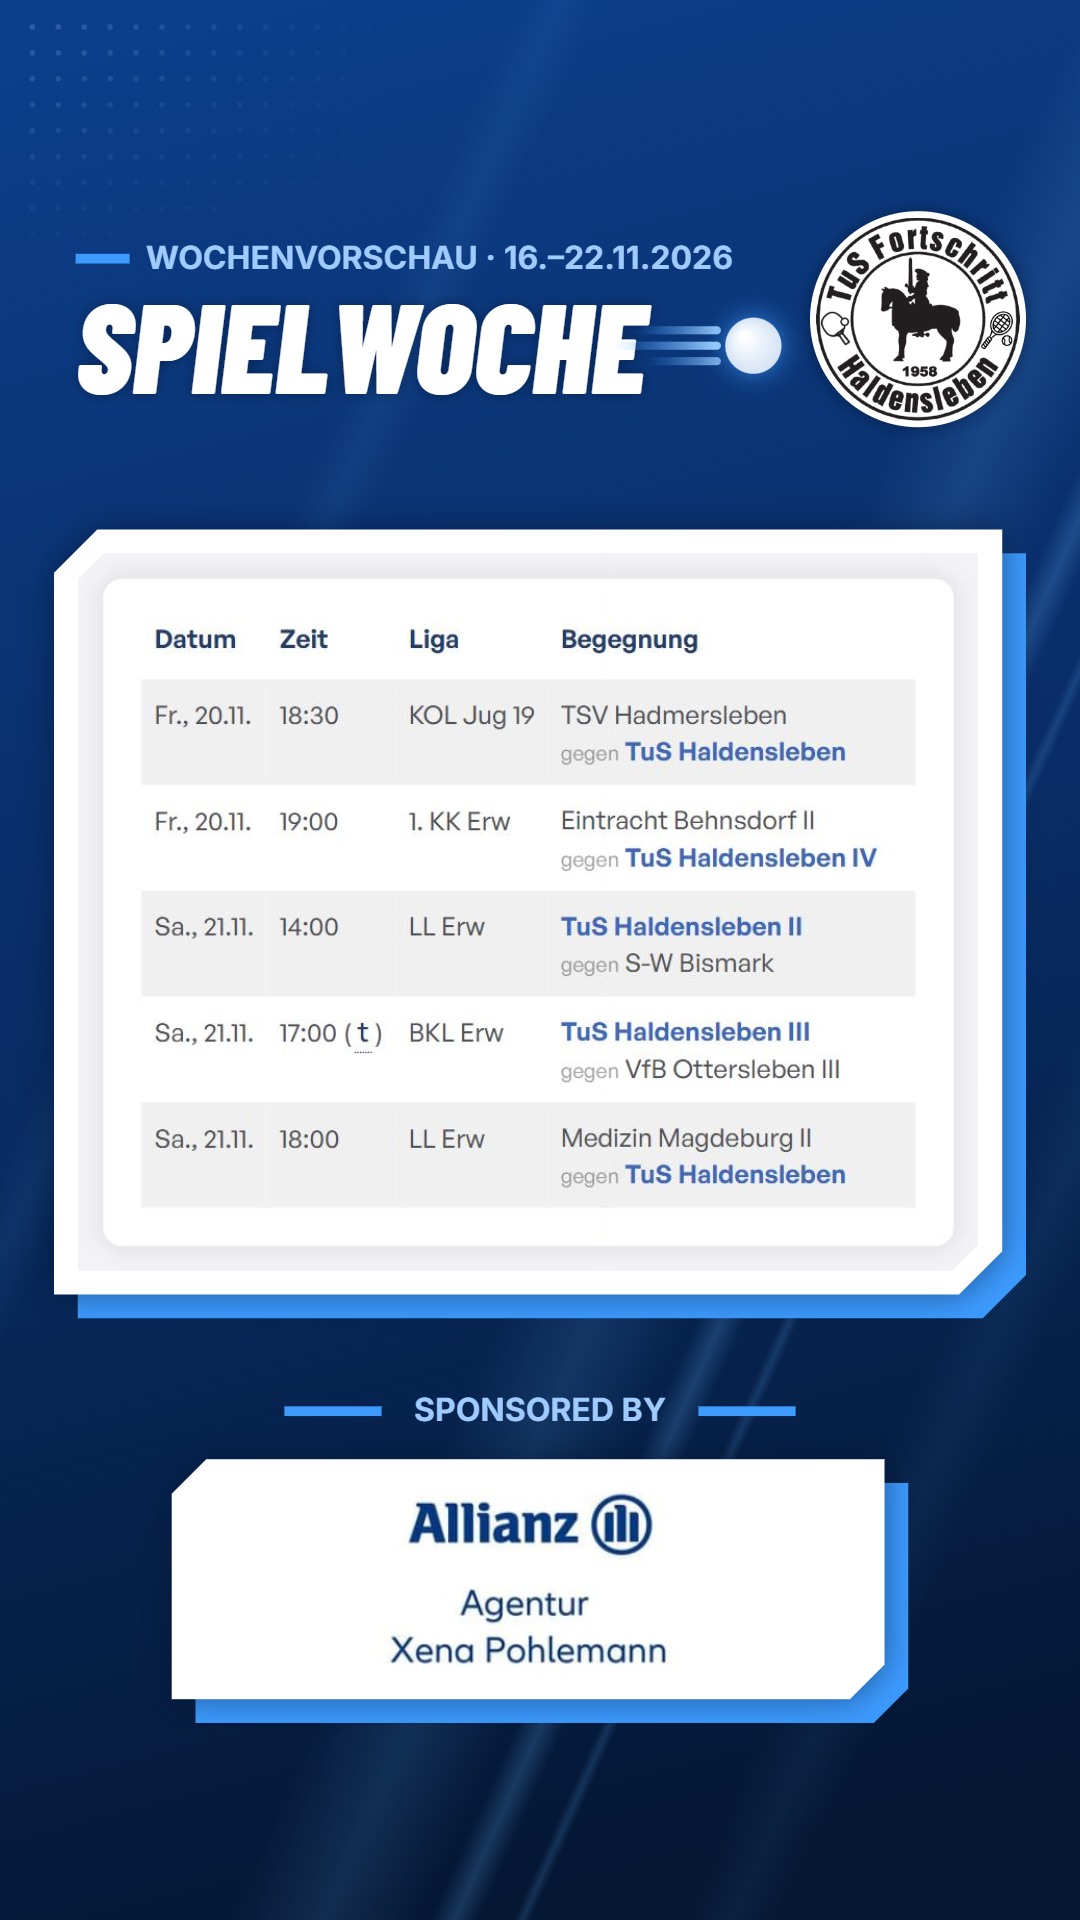 WOCHENVORSCHAU · 16.–22.11.2026
SPIELWOCHE
TuS Fortschritt
1958
Haldensleben
Datum Zeit Liga Begegnung
Fr., 20.11. 18:30 KOL Jug 19 TSV Hadmersleben
gegen TuS Haldensleben
Fr., 20.11. 19:00 1. KK Erw Eintracht Behnsdorf II
gegen TuS Haldensleben IV
Sa., 21.11. 14:00 LL Erw TuS Haldensleben II
gegen S-W Bismark
Sa., 21.11. 17:00 (t) BKL Erw TuS Haldensleben III
gegen VfB Ottersleben III
Sa., 21.11. 18:00 LL Erw Medizin Magdeburg II
gegen TuS Haldensleben
SPONSORED BY
Allianz
Agentur
Xena Pohlemann